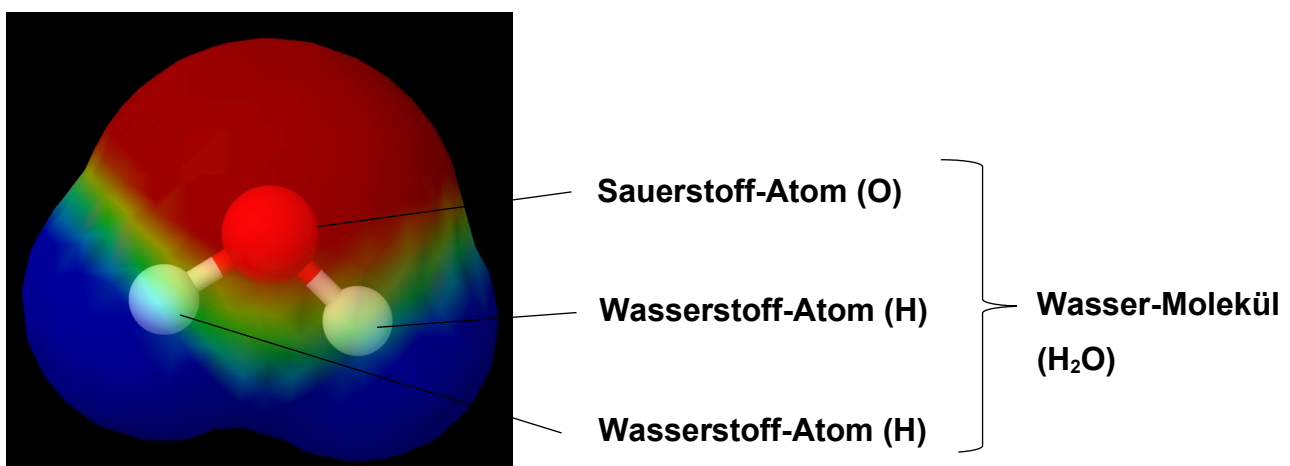 Sauerstoff-Atom (O)
Wasserstoff-Atom (H)
Wasser-Molekül
(H₂O)
Wasserstoff-Atom (H)